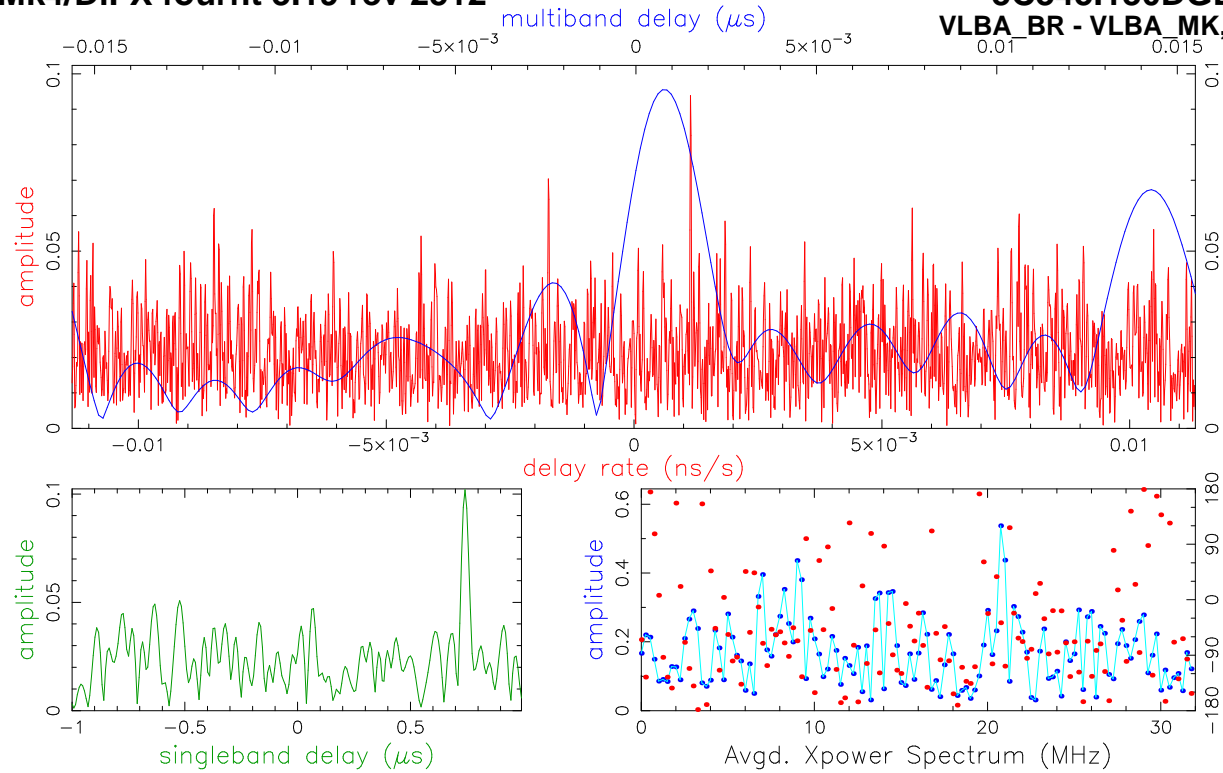 multiband delay (μs)
VLBA_BR - VLBA_MK,
−0.015 −0.01 −5×10⁻³ 0 5×10⁻³ 0.01 0.015
0.1 0.1
amplitude
0.05 0.05
0 0
−0.01 −5×10⁻³ 0 5×10⁻³ 0.01
delay rate (ns/s)
0.1
amplitude
0.05
0
−1 −0.5 0 0.5
singleband delay (μs)
0.6 180
90
0.4
amplitude
0
0.2
−90
0 −180
0 10 20 30
Avgd. Xpower Spectrum (MHz)